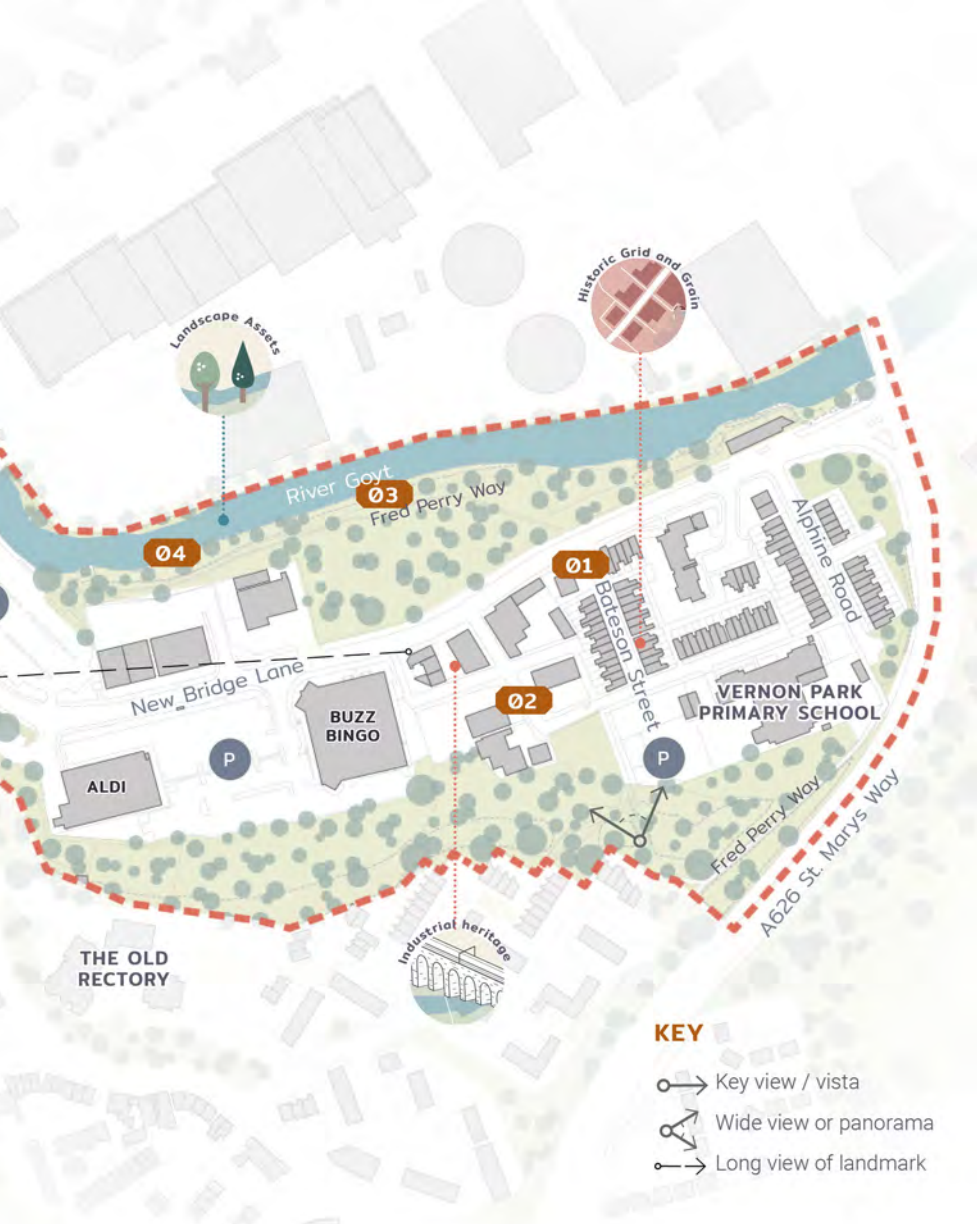 Historic Grid and Grain
Landscape Assets
River Goyt
03
Fred Perry Way
04
01
Alphine Road
Bateson Street
New Bridge Lane
02
VERNON PARK
PRIMARY SCHOOL
BUZZ
BINGO
P
P
ALDI
Fred Perry Way
A626 St. Marys Way
Industrial heritage
THE OLD
RECTORY
KEY
Key view / vista
Wide view or panorama
Long view of landmark